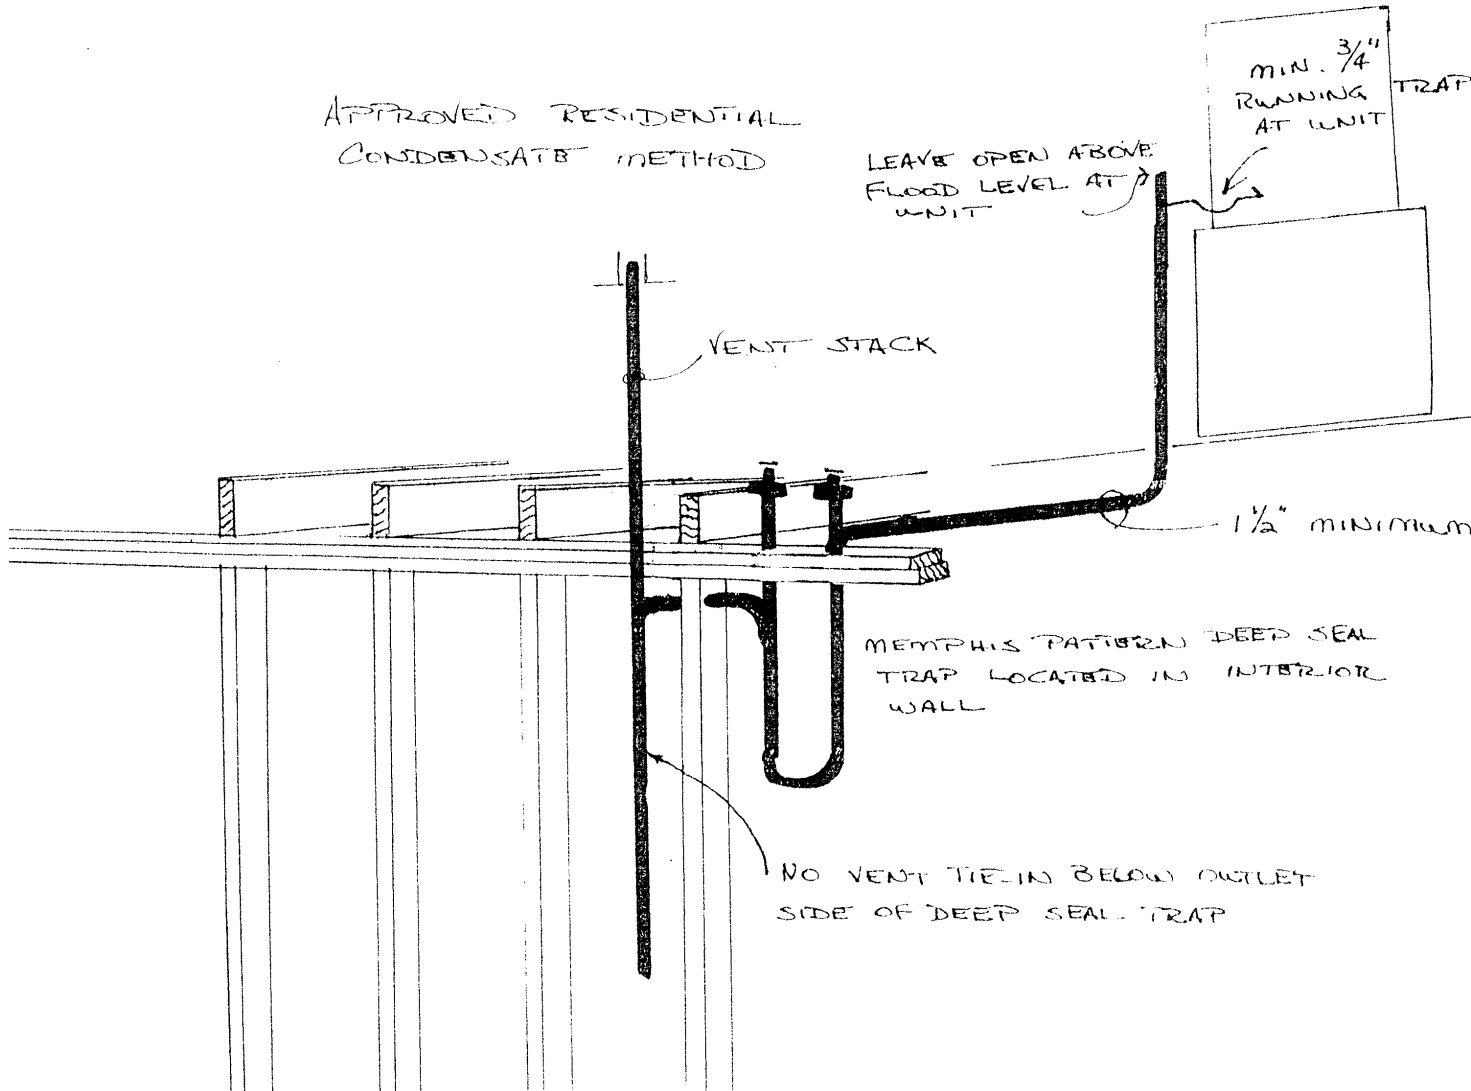 APPROVED RESIDENTIAL
CONDENSATE METHOD
MIN. 3/4"
RUNNING TRAP
AT UNIT
LEAVE OPEN ABOVE
FLOOD LEVEL AT
UNIT
VENT STACK
1 1/2" MINIMUM
MEMPHIS PATTERN DEEP SEAL
TRAP LOCATED IN INTERIOR
WALL
NO VENT TIE-IN BELOW OUTLET
SIDE OF DEEP SEAL TRAP